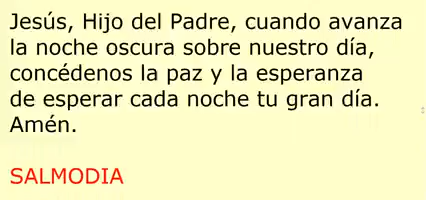 Jesús, Hijo del Padre, cuando avanza
la noche oscura sobre nuestro día,
concédenos la paz y la esperanza
de esperar cada noche tu gran día.
Amén.
SALMODIA